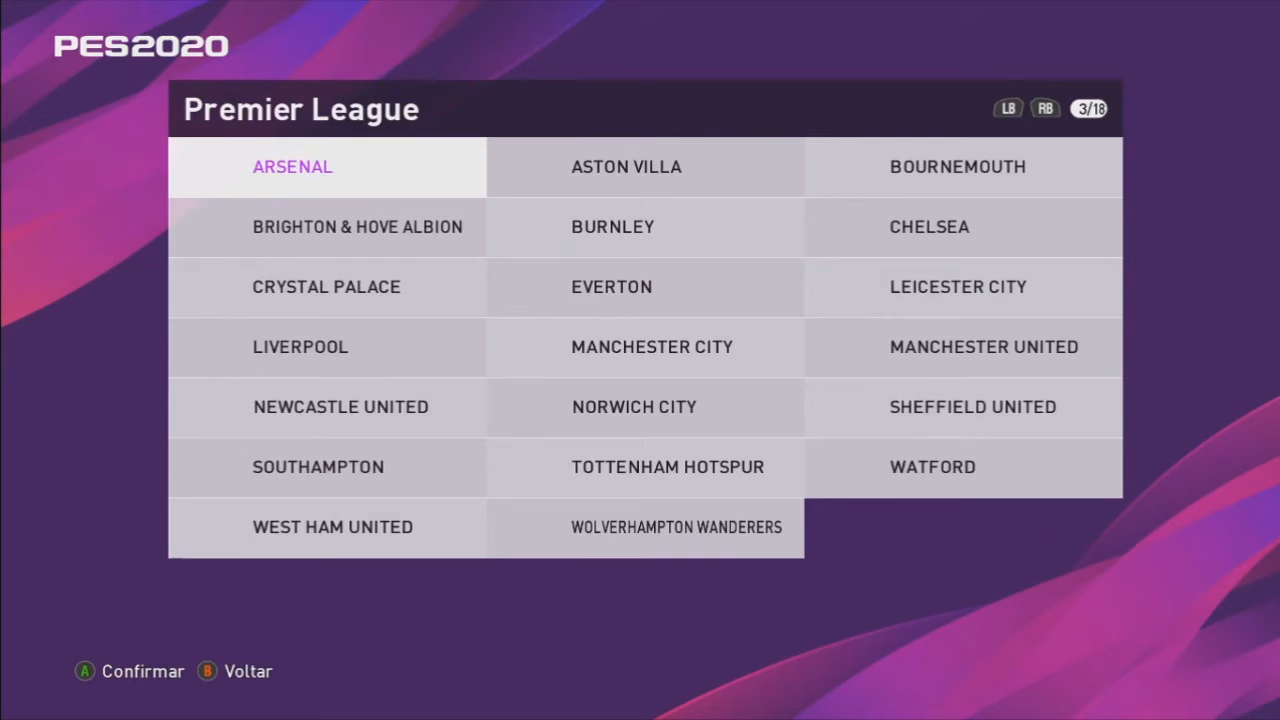 PES2020
Premier League LB RB 3/18
ARSENAL ASTON VILLA BOURNEMOUTH
BRIGHTON & HOVE ALBION BURNLEY CHELSEA
CRYSTAL PALACE EVERTON LEICESTER CITY
LIVERPOOL MANCHESTER CITY MANCHESTER UNITED
NEWCASTLE UNITED NORWICH CITY SHEFFIELD UNITED
SOUTHAMPTON TOTTENHAM HOTSPUR WATFORD
WEST HAM UNITED WOLVERHAMPTON WANDERERS
A Confirmar B Voltar